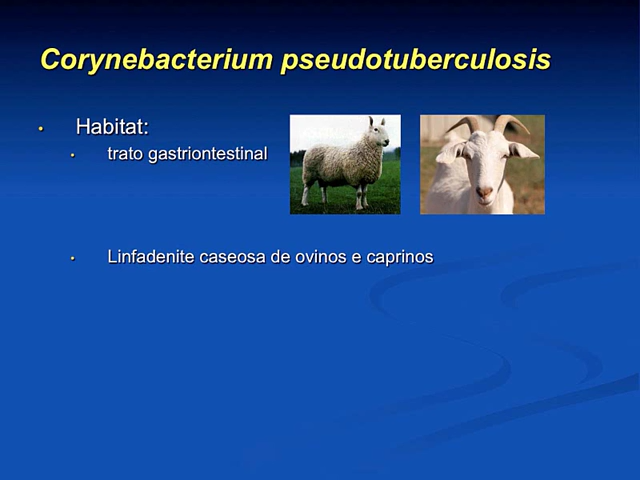 Corynebacterium pseudotuberculosis
• Habitat:
• trato gastriontestinal
• Linfadenite caseosa de ovinos e caprinos